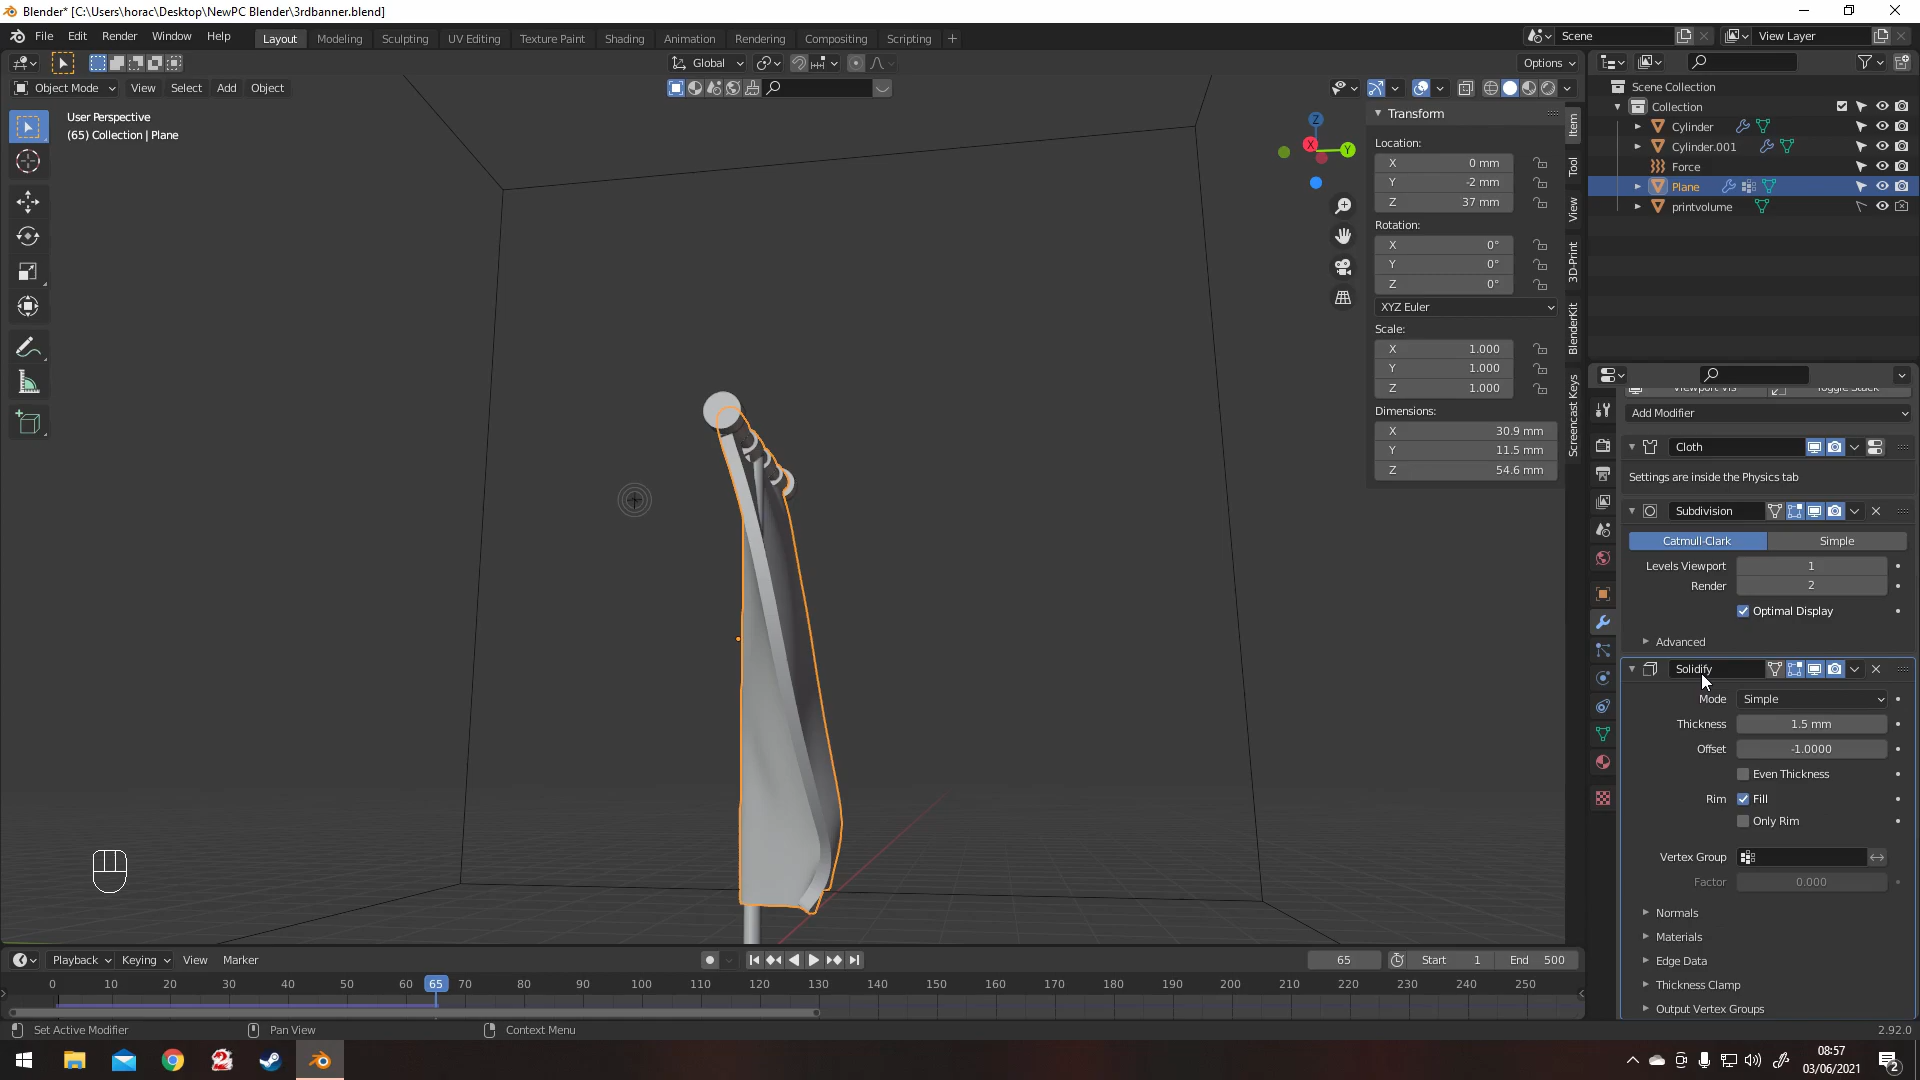 Blender* [C:\Users\horac\Desktop\NewPC Blender\3rdbanner.blend]
File Edit Render Window Help
Layout Modeling Sculpting UV Editing Texture Paint Shading Animation Rendering Compositing Scripting
Scene
View Layer
Global
Options
Object Mode View Select Add Object
User Perspective
(65) Collection | Plane
Z
Y
X
Transform
Location:
X 0 mm
Y -2 mm
Z 37 mm
Rotation:
X 0°
Y 0°
Z 0°
XYZ Euler
Scale:
X 1.000
Y 1.000
Z 1.000
Dimensions:
X 30.9 mm
Y 11.5 mm
Z 54.6 mm
Item
Tool
View
3D-Print
BlenderKit
Screencast Keys
Scene Collection
Collection
Cylinder
Cylinder.001
Force
Plane
printvolume
Add Modifier
Cloth
Settings are inside the Physics tab
Subdivision
Catmull-Clark Simple
Levels Viewport 1
Render 2
Optimal Display
Advanced
Solidify
Mode Simple
Thickness 1.5 mm
Offset -1.0000
Even Thickness
Rim Fill
Only Rim
Vertex Group
Factor 0.000
Normals
Materials
Edge Data
Thickness Clamp
Output Vertex Groups
Playback Keying View Marker
65
Start 1
End 500
0 10 20 30 40 50 60 65 70 80 90 100 110 120 130 140 150 160 170 180 190 200 210 220 230 240 250
Set Active Modifier
Pan View
Context Menu
2.92.0
08:57
03/06/2021
2